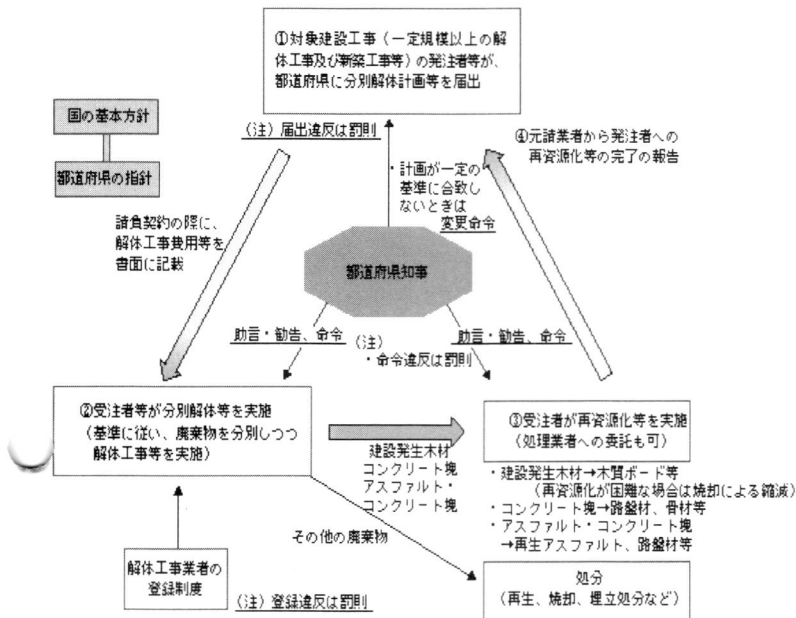 ①対象建設工事（一定規模以上の解
体工事及び新築工事等）の発注者等が、
都道府県に分別解体計画等を届出
国の基本方針
都道府県の指針
（注）届出違反は罰則
④元請業者から発注者への
再資源化等の完了の報告
・計画が一定の
基準に合致し
ないときは
変更命令
請負契約の際に、
解体工事費用等を
書面に記載
都道府県知事
助言・勧告、命令
（注）
・命令違反は罰則
助言・勧告、命令
②受注者等が分別解体等を実施
（基準に従い、廃棄物を分別しつつ
解体工事等を実施）
建設発生木材
コンクリート塊
アスファルト・
コンクリート塊
③受注者が再資源化等を実施
（処理業者への委託も可）
・建設発生木材→木質ボード等
（再資源化が困難な場合は焼却による縮減）
・コンクリート塊→路盤材、骨材等
・アスファルト・コンクリート塊
→再生アスファルト、路盤材等
その他の廃棄物
解体工事業者の
登録制度
（注）登録違反は罰則
処分
（再生、焼却、埋立処分など）